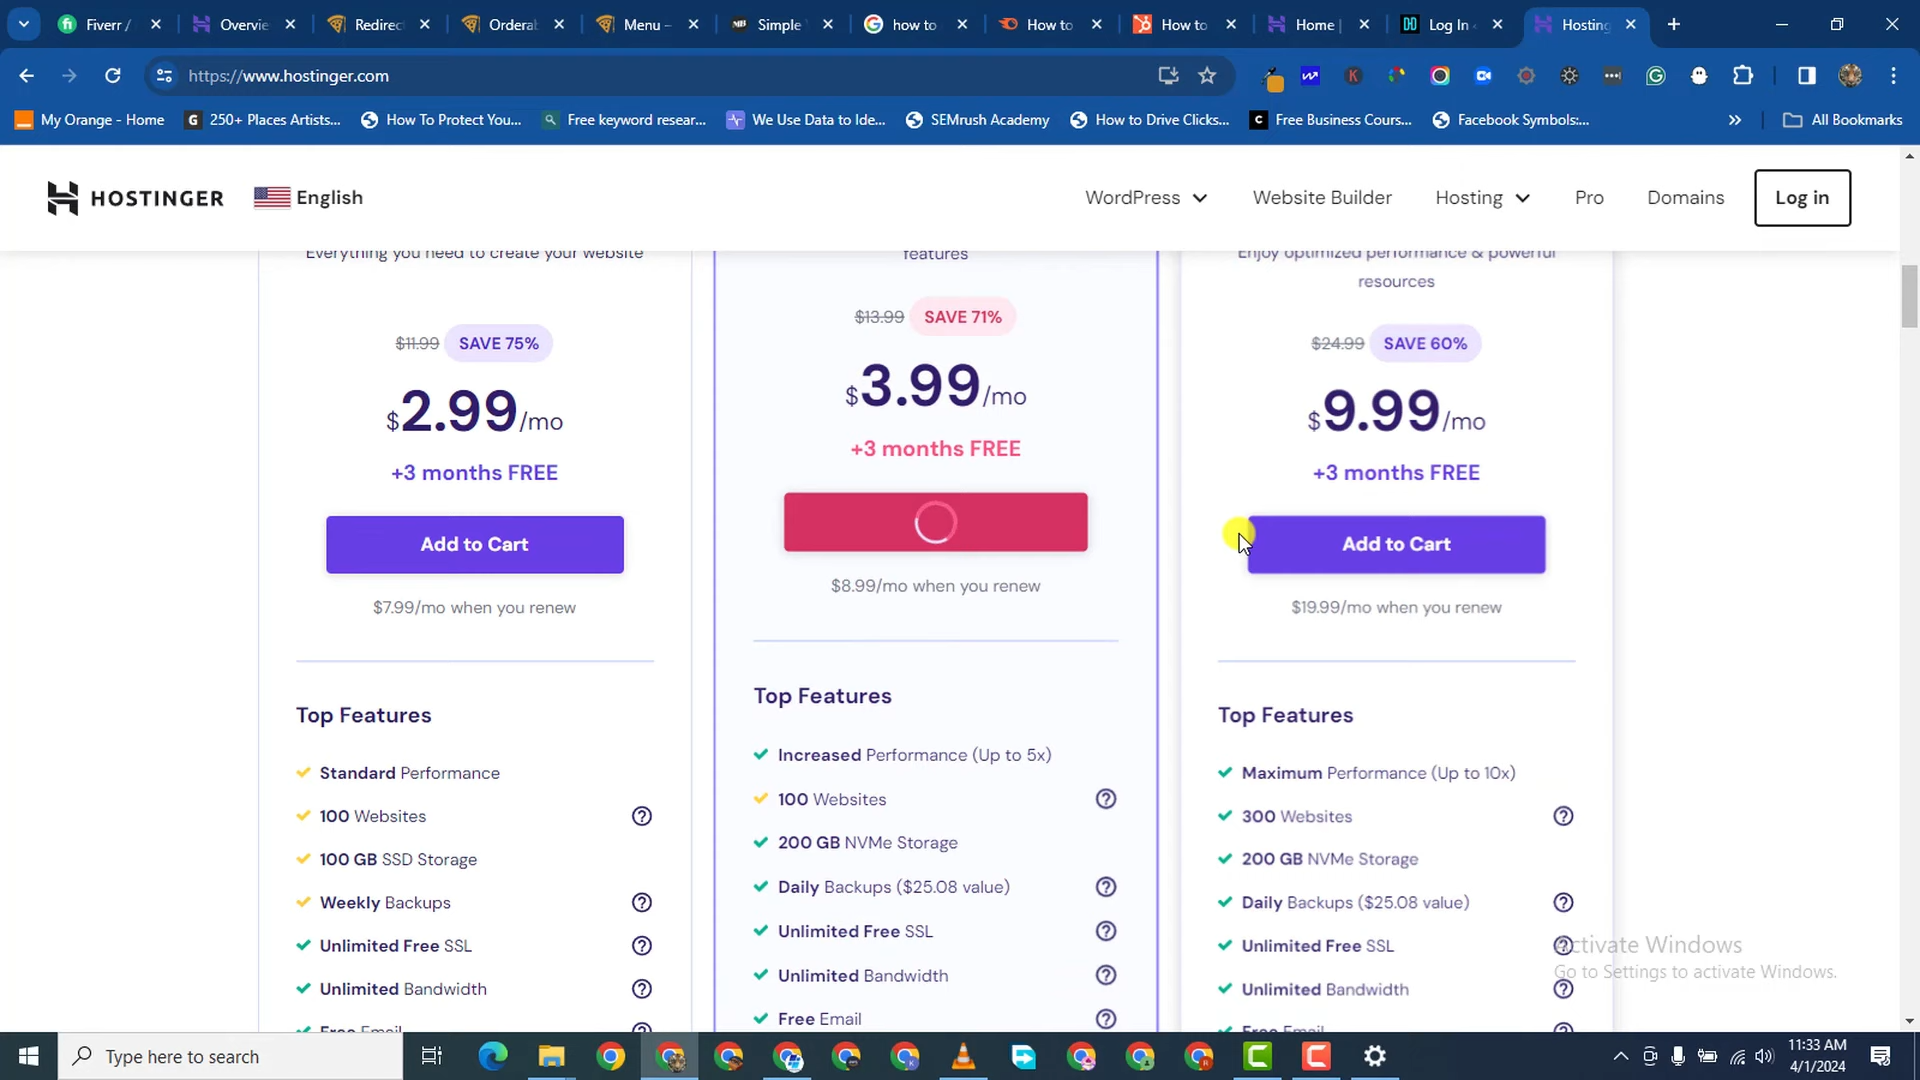 Fiverr /
Overvie
Redirec
Orderab
Menu –
Simple
how to
How to
How to
Home |
Log In
Hosting
https://www.hostinger.com
My Orange - Home
250+ Places Artists...
How To Protect You...
Free keyword resear...
We Use Data to Ide...
SEMrush Academy
How to Drive Clicks...
Free Business Cours...
Facebook Symbols:...
All Bookmarks
HOSTINGER
English
WordPress
Website Builder
Hosting
Pro
Domains
Log in
Everything you need to create your website
$11.99 SAVE 75%
$2.99/mo
+3 months FREE
Add to Cart
$7.99/mo when you renew
Top Features
Standard Performance
100 Websites
100 GB SSD Storage
Weekly Backups
Unlimited Free SSL
Unlimited Bandwidth
Free Email
features
$13.99 SAVE 71%
$3.99/mo
+3 months FREE
$8.99/mo when you renew
Top Features
Increased Performance (Up to 5x)
100 Websites
200 GB NVMe Storage
Daily Backups ($25.08 value)
Unlimited Free SSL
Unlimited Bandwidth
Free Email
Enjoy optimized performance & powerful
resources
$24.99 SAVE 60%
$9.99/mo
+3 months FREE
Add to Cart
$19.99/mo when you renew
Top Features
Maximum Performance (Up to 10x)
300 Websites
200 GB NVMe Storage
Daily Backups ($25.08 value)
Unlimited Free SSL
Unlimited Bandwidth
Free Email
Activate Windows
Go to Settings to activate Windows.
Type here to search
11:33 AM
4/1/2024